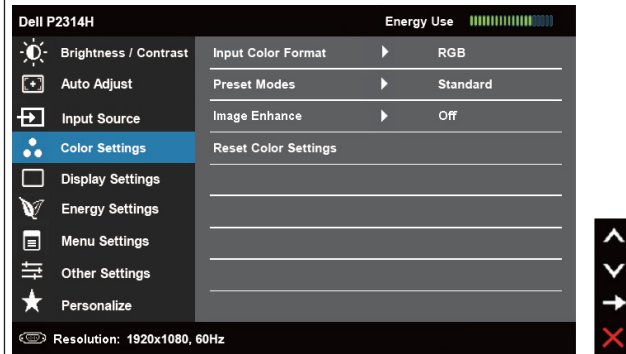 Dell P2314H Energy Use
Brightness / Contrast
Auto Adjust
Input Source
Color Settings
Display Settings
Energy Settings
Menu Settings
Other Settings
Personalize
Input Color Format RGB
Preset Modes Standard
Image Enhance Off
Reset Color Settings
Resolution: 1920x1080, 60Hz